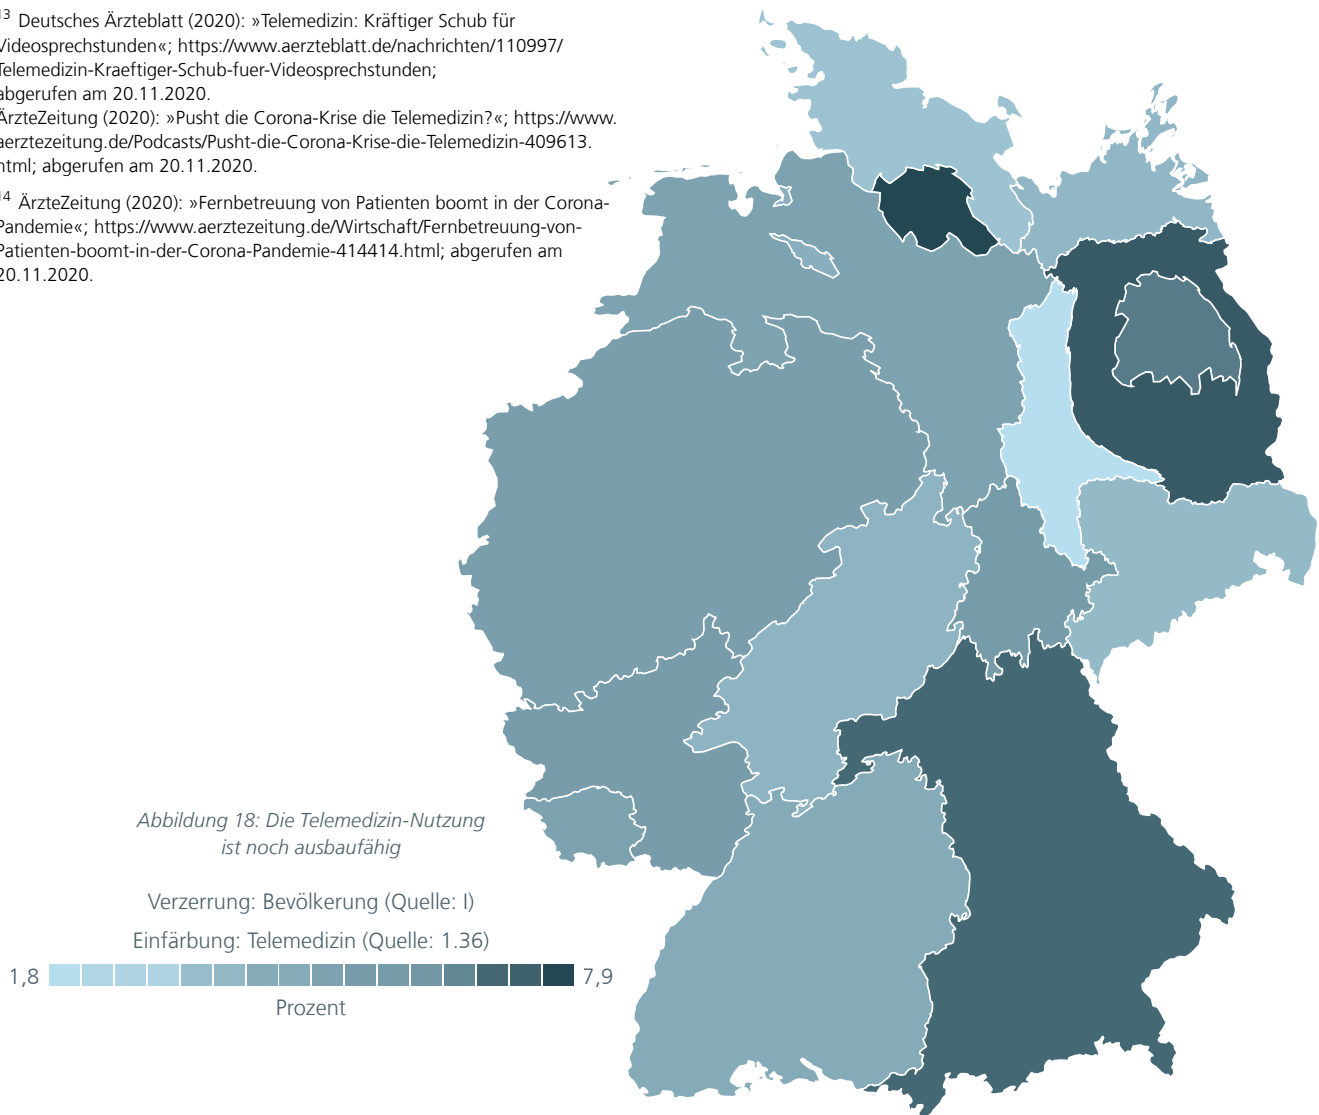 13 Deutsches Ärzteblatt (2020): »Telemedizin: Kräftiger Schub für
Videosprechstunden«; https://www.aerzteblatt.de/nachrichten/110997/
Telemedizin-Kraeftiger-Schub-fuer-Videosprechstunden;
abgerufen am 20.11.2020.
ÄrzteZeitung (2020): »Pusht die Corona-Krise die Telemedizin?«; https://www.
aerztezeitung.de/Podcasts/Pusht-die-Corona-Krise-die-Telemedizin-409613.
html; abgerufen am 20.11.2020.
14 ÄrzteZeitung (2020): »Fernbetreuung von Patienten boomt in der Corona-
Pandemie«; https://www.aerztezeitung.de/Wirtschaft/Fernbetreuung-von-
Patienten-boomt-in-der-Corona-Pandemie-414414.html; abgerufen am
20.11.2020.
Abbildung 18: Die Telemedizin-Nutzung
ist noch ausbaufähig
Verzerrung: Bevölkerung (Quelle: I)
Einfärbung: Telemedizin (Quelle: 1.36)
1,8 7,9
Prozent